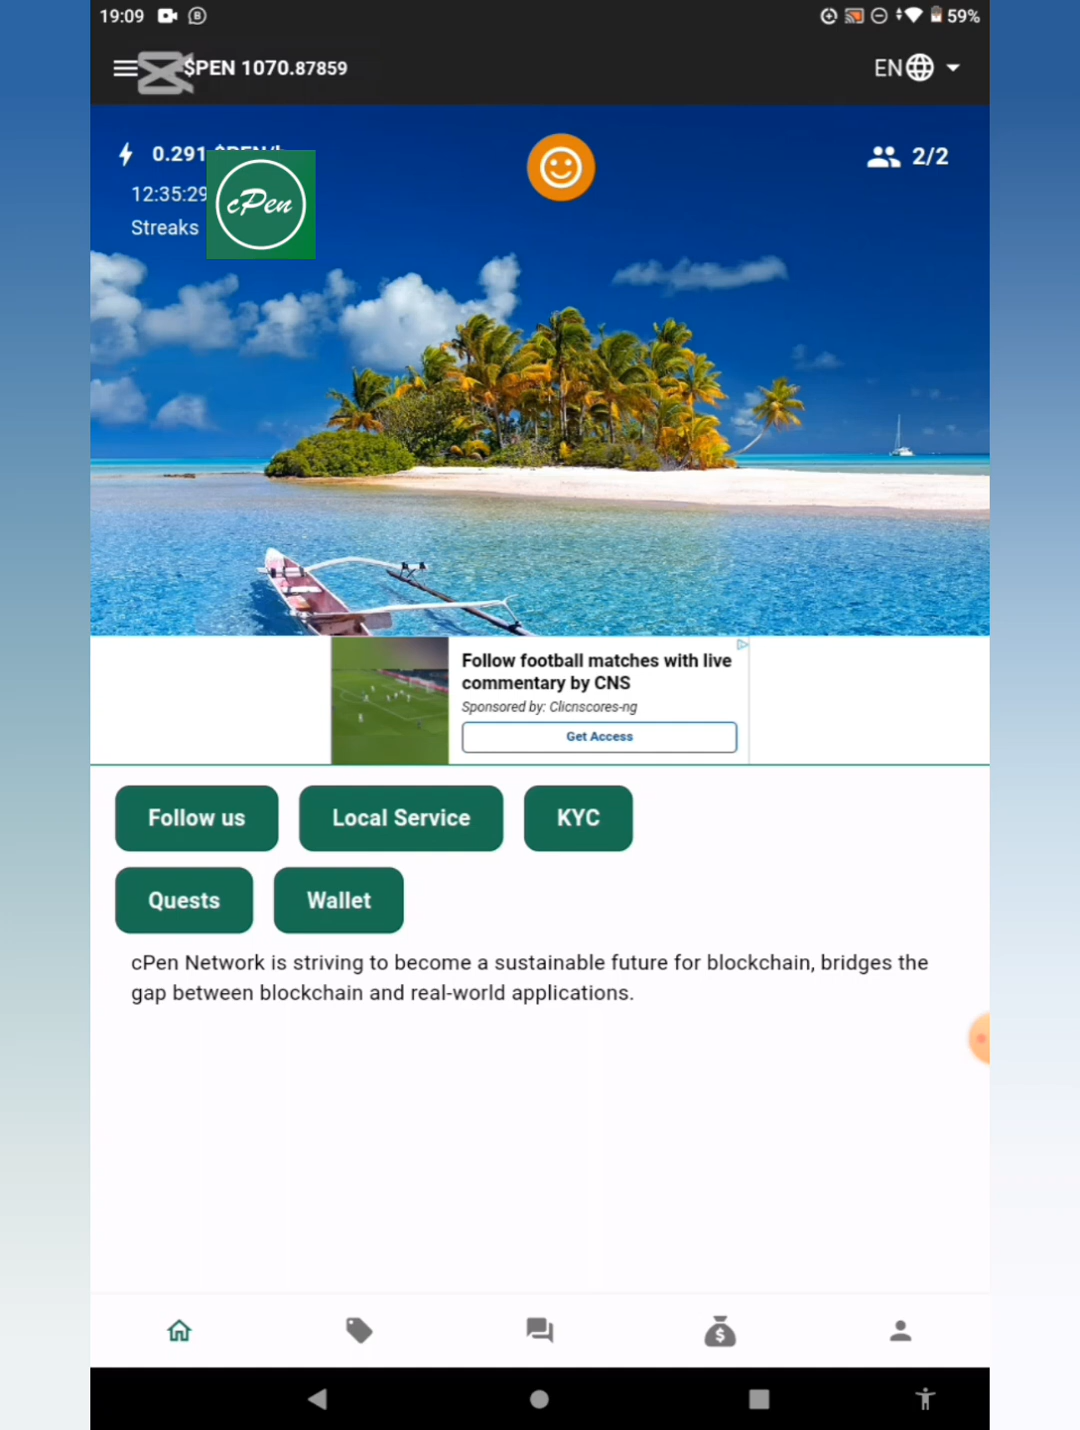 19:09
59%
$PEN 1070.87859
EN
0.291 $PEN/h
2/2
12:35:29
cPen
Streaks
Follow football matches with live
commentary by CNS
Sponsored by: Clicnscores-ng
Get Access
Follow us
Local Service
KYC
Quests
Wallet
cPen Network is striving to become a sustainable future for blockchain, bridges the
gap between blockchain and real-world applications.